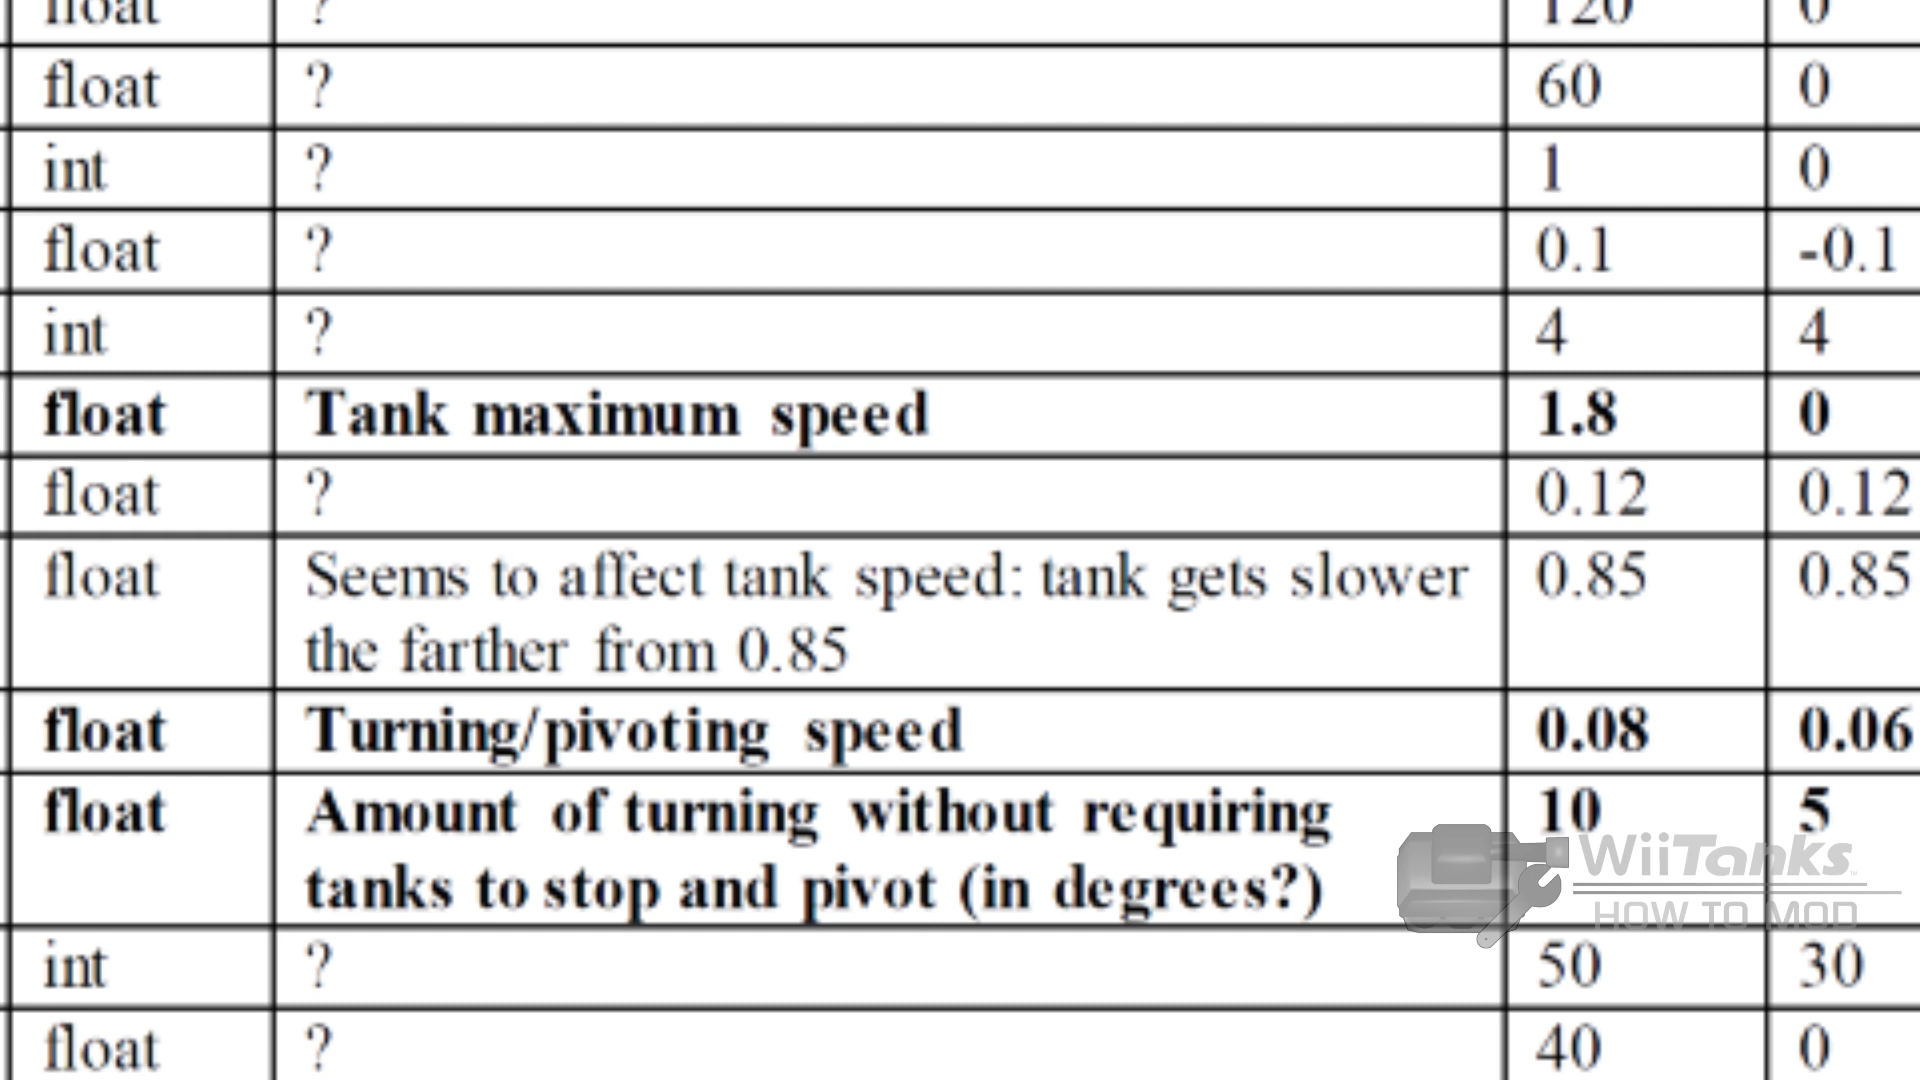 float ? 120 0
float ? 60 0
int ? 1 0
float ? 0.1 -0.1
int ? 4 4
float Tank maximum speed 1.8 0
float ? 0.12 0.12
float Seems to affect tank speed: tank gets slower 0.85 0.85
the farther from 0.85
float Turning/pivoting speed 0.08 0.06
float Amount of turning without requiring 10 5
tanks to stop and pivot (in degrees?)
WiiTanks
HOW TO MOD
int ? 50 30
float ? 40 0